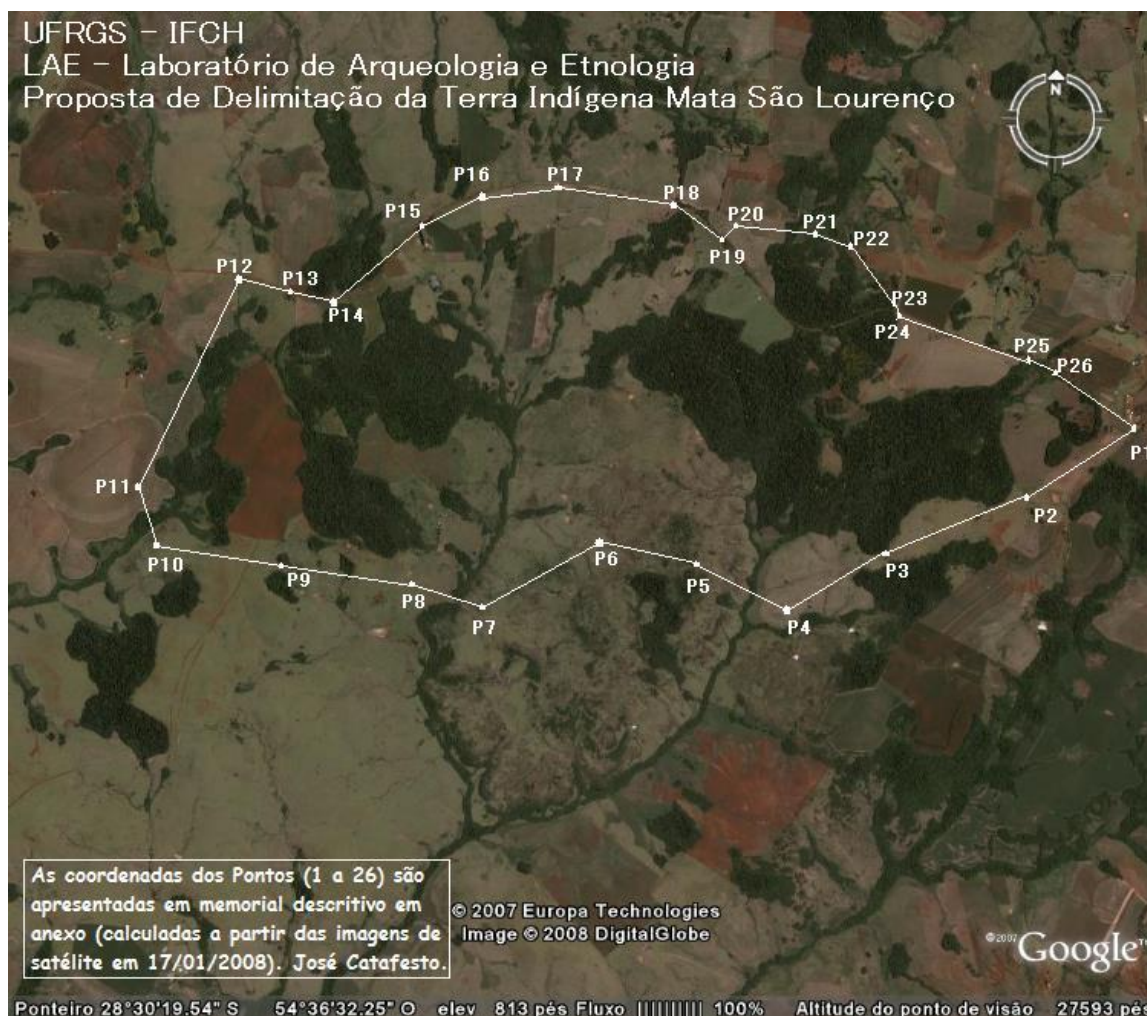 UFRGS - IFCH
LAE - Laboratório de Arqueologia e Etnologia
Proposta de Delimitação da Terra Indígena Mata São Lourenço
N
P16
P17
P18
P15
P20
P21
P22
P19
P12
P13
P14
P23
P24
P25
P26
P1
P11
P2
P10
P9
P8
P7
P6
P5
P4
P3
As coordenadas dos Pontos (1 a 26) são
apresentadas em memorial descritivo em
anexo (calculadas a partir das imagens de
satélite em 17/01/2008). José Catafesto.
© 2007 Europa Technologies
Image © 2008 DigitalGlobe
©2007 Google™
Ponteiro 28°30'19.54" S 54°36'32.25" O elev 813 pés Fluxo |||||||||| 100% Altitude do ponto de visão 27593 pé